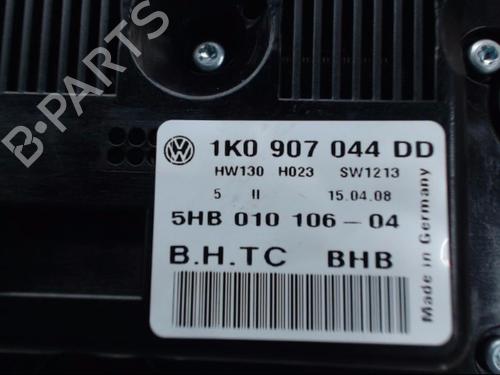 1K0 907 044 DD
HW130 H023 SW1213
5 II 15.04.08
5HB 010 106-04
B.H.TC BHB
Made in Germany
B-PARTS